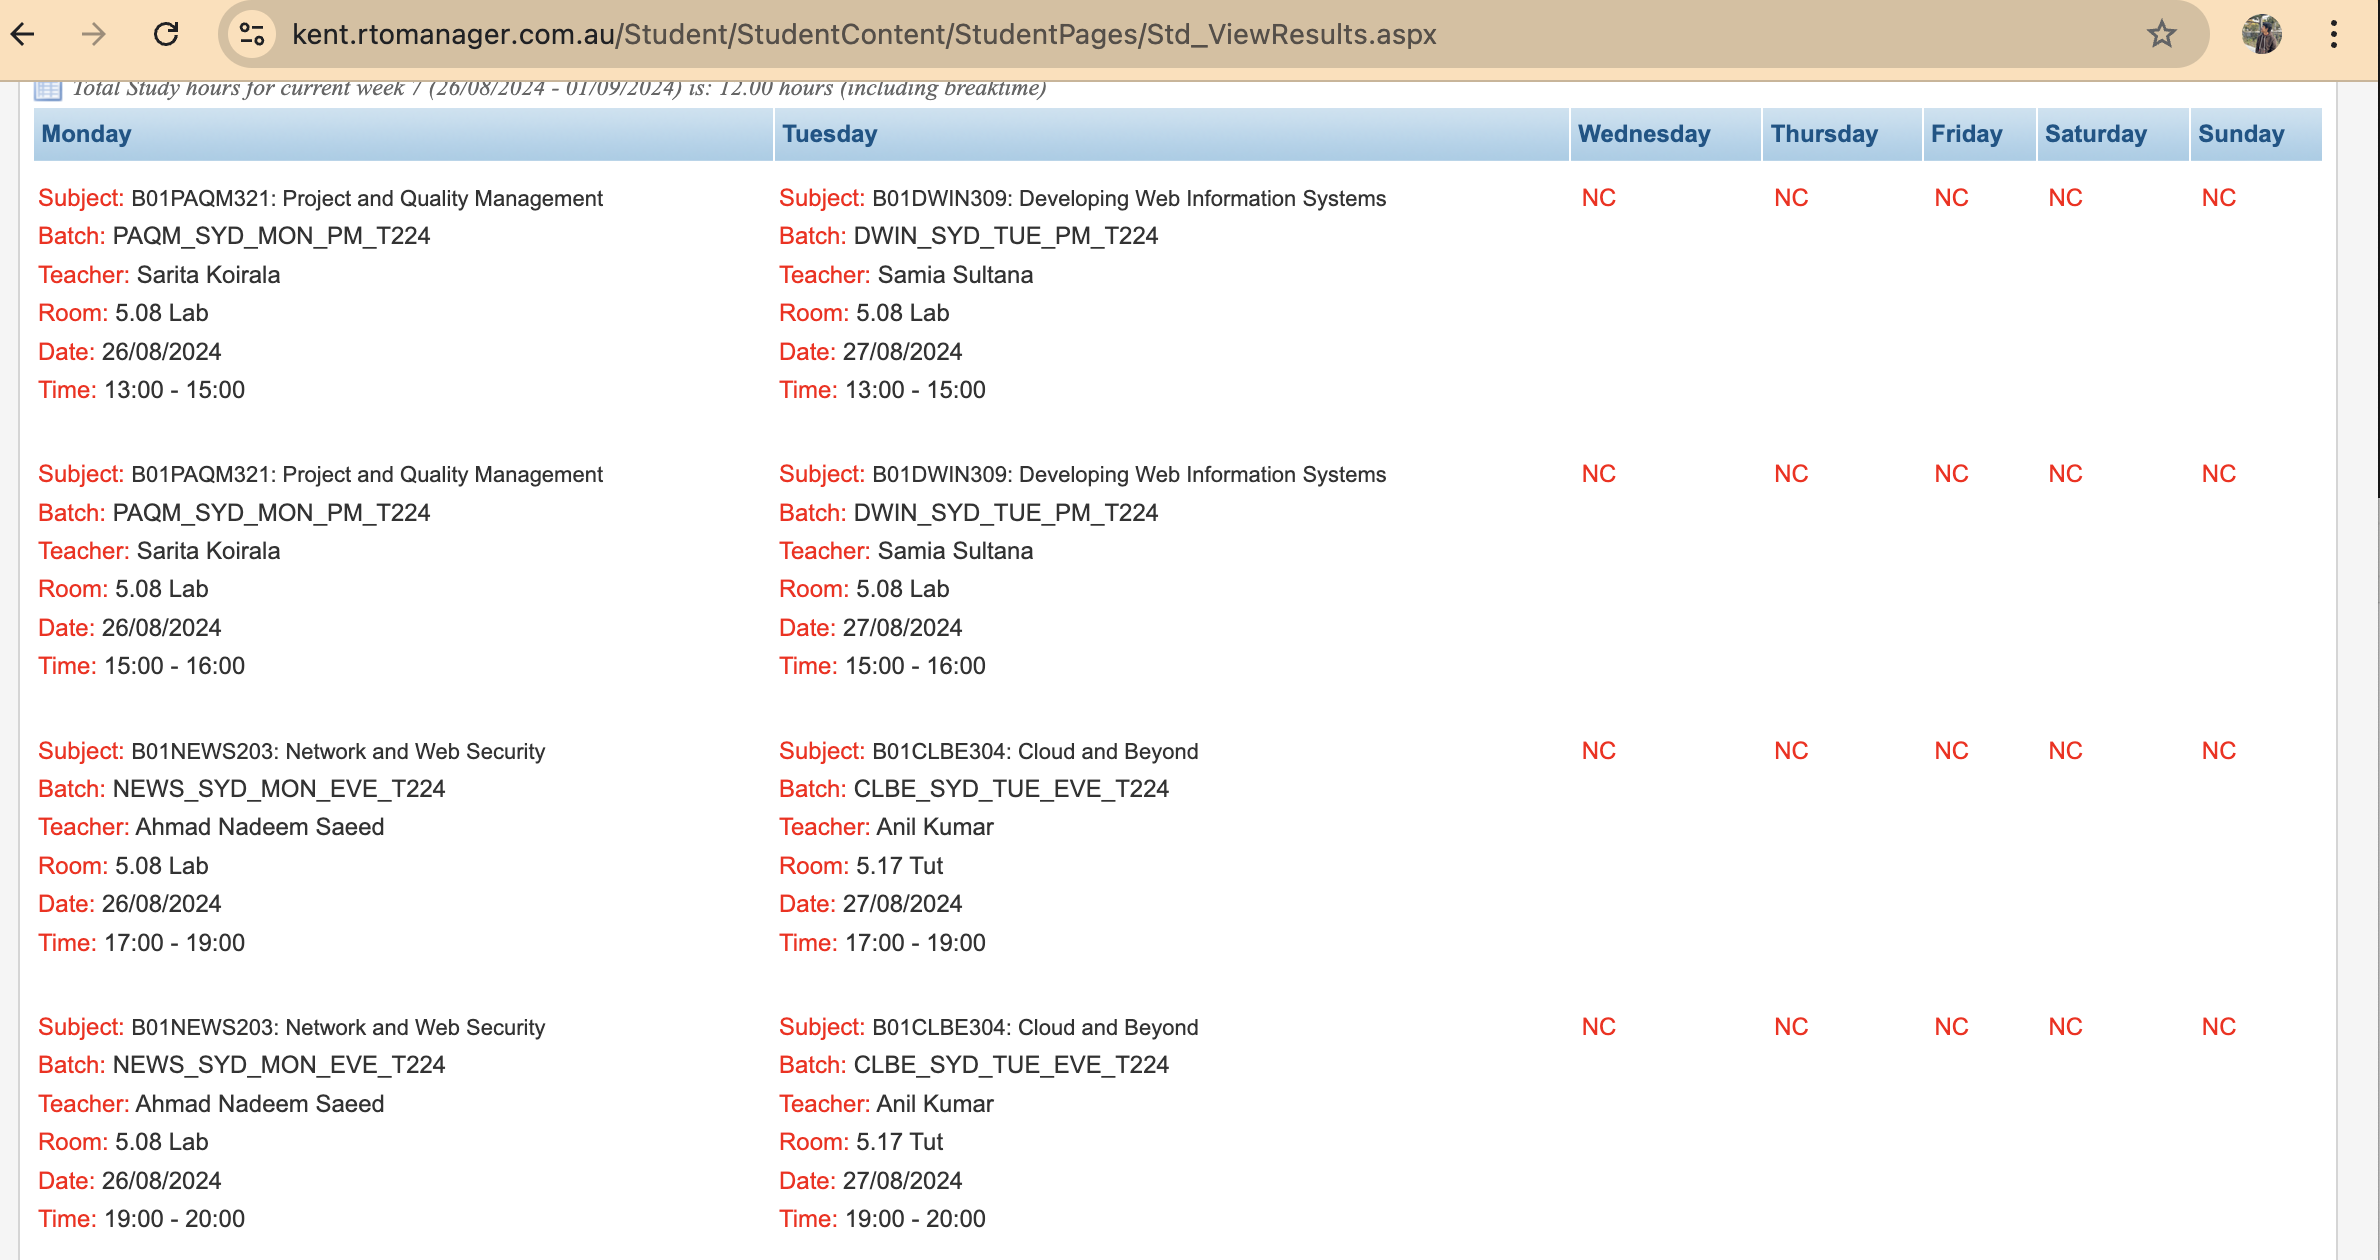 kent.rtomanager.com.au/Student/StudentContent/StudentPages/Std_ViewResults.aspx
Total Study hours for current week 7 (26/08/2024 - 01/09/2024) is: 12.00 hours (including breaktime)
Monday Tuesday Wednesday Thursday Friday Saturday Sunday
Subject: B01PAQM321: Project and Quality Management
Batch: PAQM_SYD_MON_PM_T224
Teacher: Sarita Koirala
Room: 5.08 Lab
Date: 26/08/2024
Time: 13:00 - 15:00
Subject: B01DWIN309: Developing Web Information Systems
Batch: DWIN_SYD_TUE_PM_T224
Teacher: Samia Sultana
Room: 5.08 Lab
Date: 27/08/2024
Time: 13:00 - 15:00
NC NC NC NC NC
Subject: B01PAQM321: Project and Quality Management
Batch: PAQM_SYD_MON_PM_T224
Teacher: Sarita Koirala
Room: 5.08 Lab
Date: 26/08/2024
Time: 15:00 - 16:00
Subject: B01DWIN309: Developing Web Information Systems
Batch: DWIN_SYD_TUE_PM_T224
Teacher: Samia Sultana
Room: 5.08 Lab
Date: 27/08/2024
Time: 15:00 - 16:00
NC NC NC NC NC
Subject: B01NEWS203: Network and Web Security
Batch: NEWS_SYD_MON_EVE_T224
Teacher: Ahmad Nadeem Saeed
Room: 5.08 Lab
Date: 26/08/2024
Time: 17:00 - 19:00
Subject: B01CLBE304: Cloud and Beyond
Batch: CLBE_SYD_TUE_EVE_T224
Teacher: Anil Kumar
Room: 5.17 Tut
Date: 27/08/2024
Time: 17:00 - 19:00
NC NC NC NC NC
Subject: B01NEWS203: Network and Web Security
Batch: NEWS_SYD_MON_EVE_T224
Teacher: Ahmad Nadeem Saeed
Room: 5.08 Lab
Date: 26/08/2024
Time: 19:00 - 20:00
Subject: B01CLBE304: Cloud and Beyond
Batch: CLBE_SYD_TUE_EVE_T224
Teacher: Anil Kumar
Room: 5.17 Tut
Date: 27/08/2024
Time: 19:00 - 20:00
NC NC NC NC NC